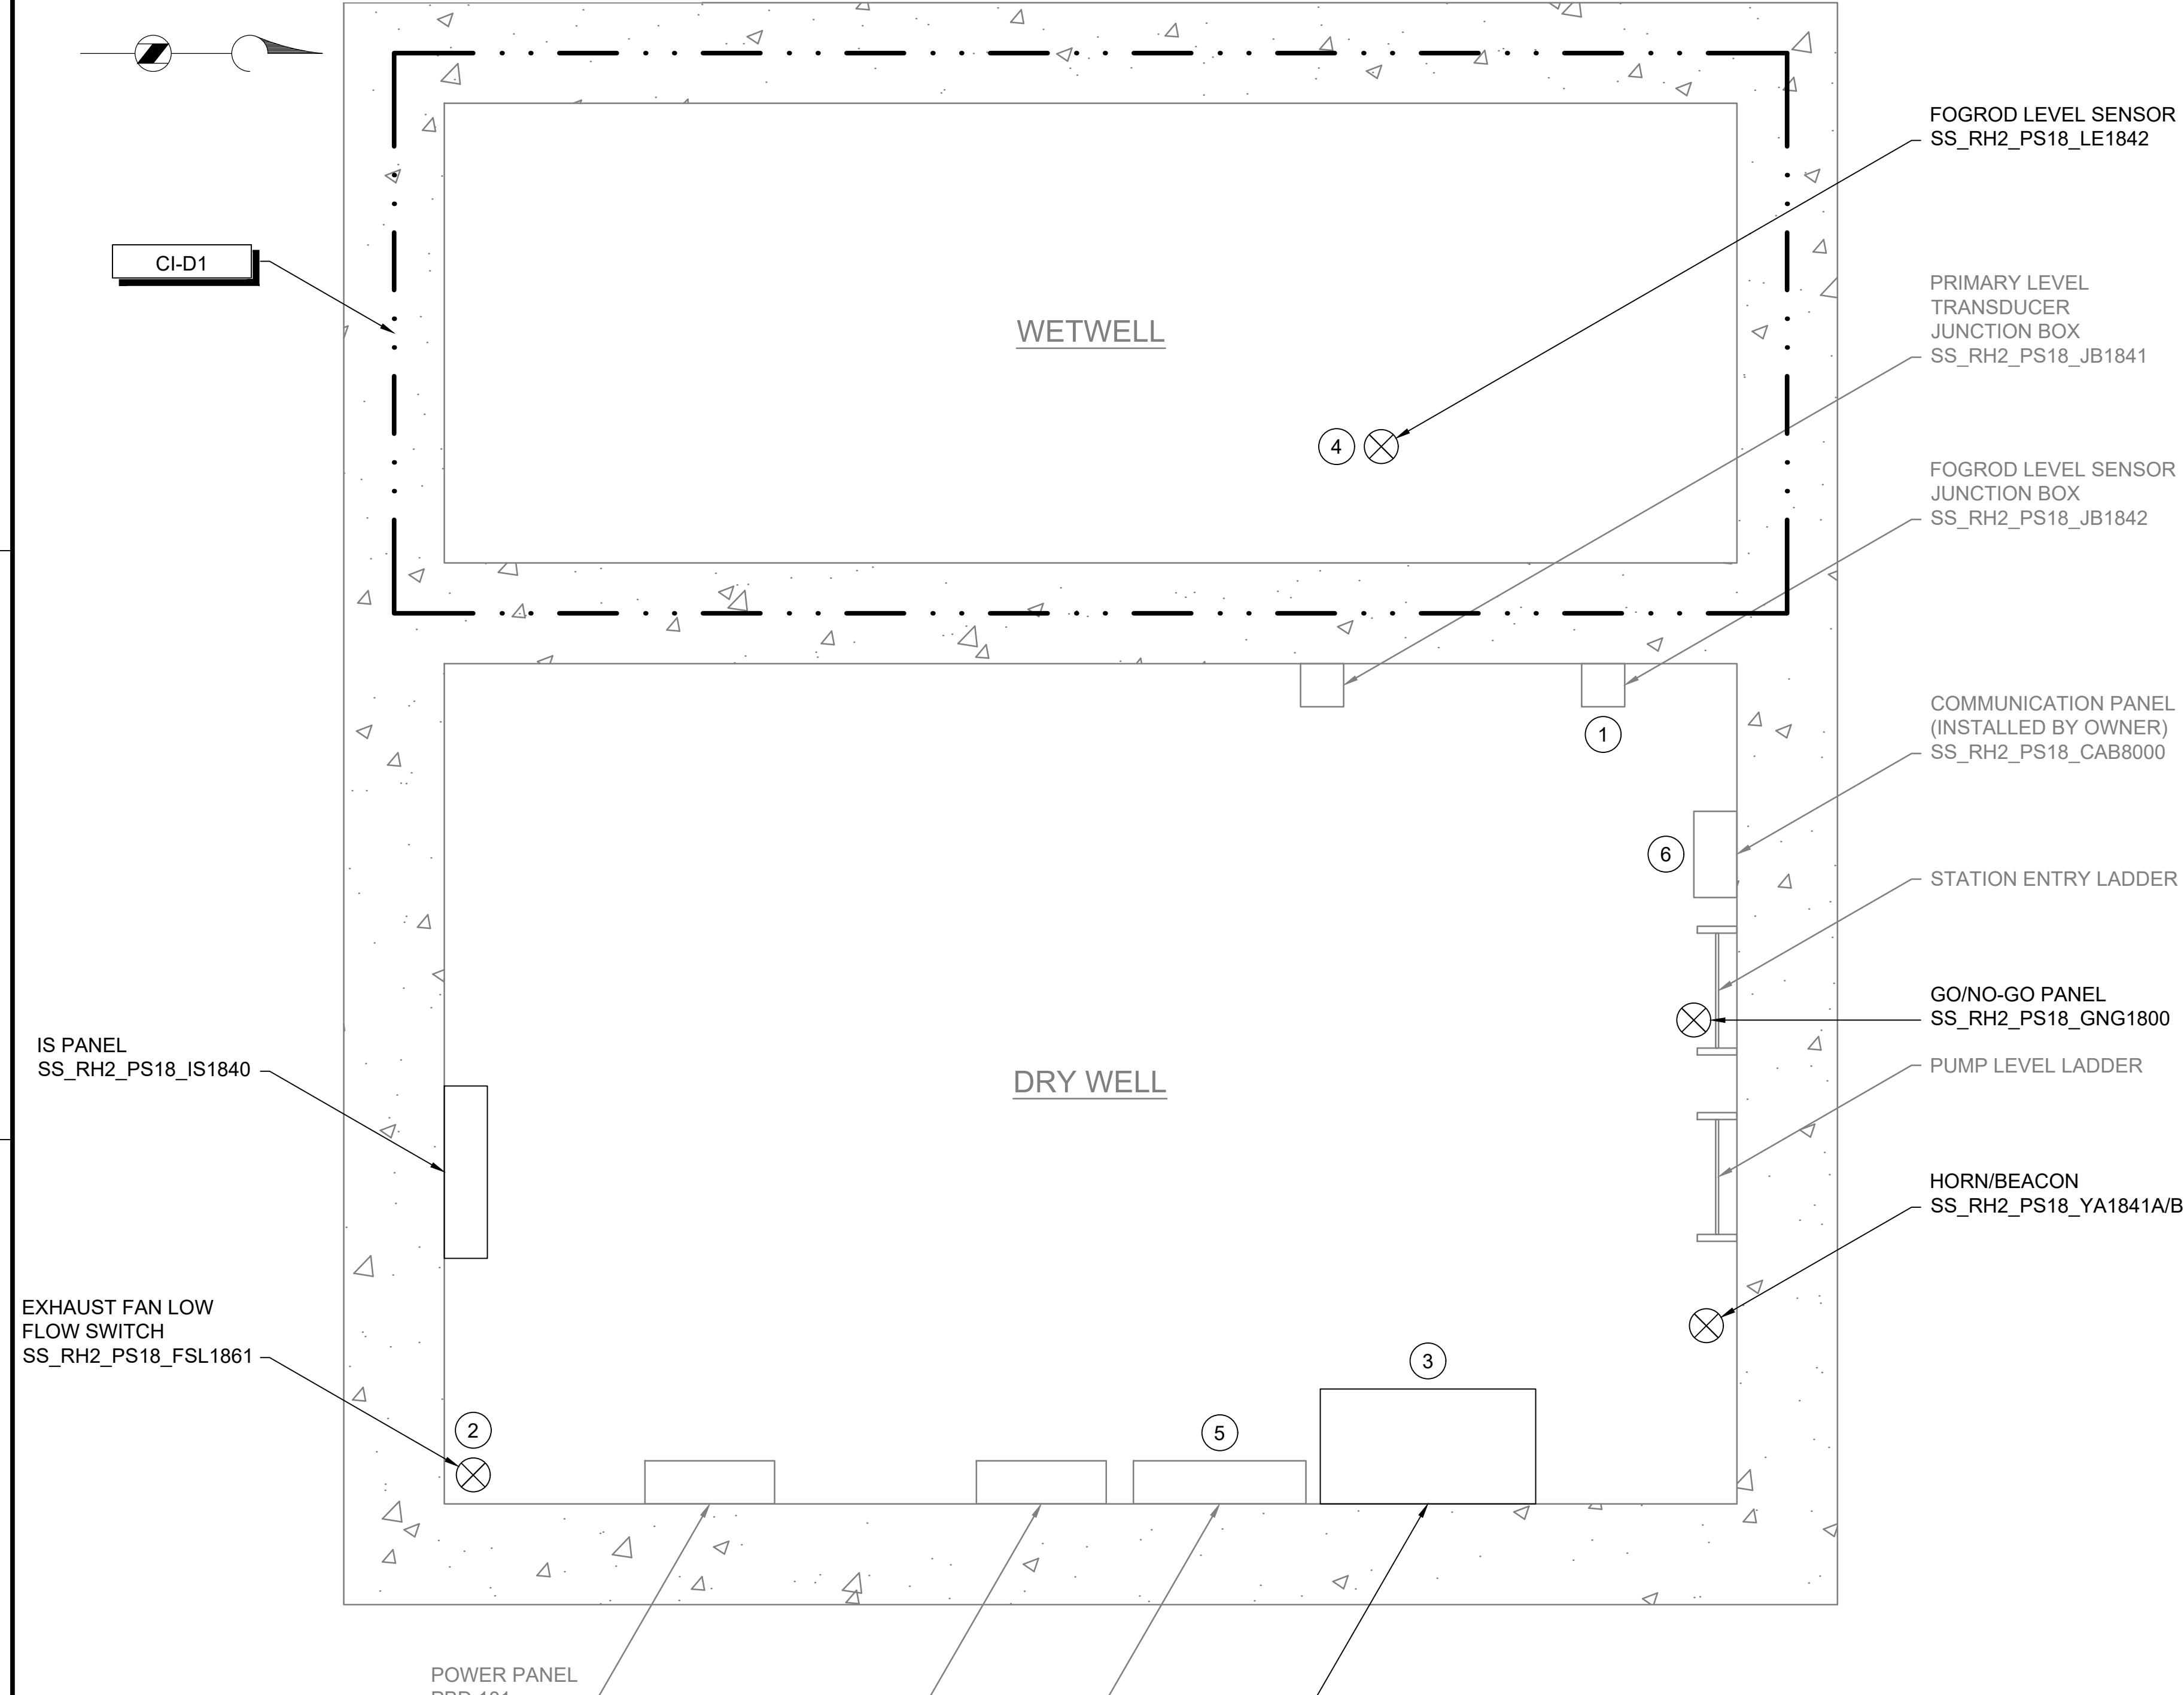 FOGROD LEVEL SENSOR
SS_RH2_PS18_LE1842
CI-D1
PRIMARY LEVEL
TRANSDUCER
JUNCTION BOX
SS_RH2_PS18_JB1841
WETWELL
4
FOGROD LEVEL SENSOR
JUNCTION BOX
SS_RH2_PS18_JB1842
1
COMMUNICATION PANEL
(INSTALLED BY OWNER)
SS_RH2_PS18_CAB8000
6
STATION ENTRY LADDER
GO/NO-GO PANEL
SS_RH2_PS18_GNG1800
IS PANEL
SS_RH2_PS18_IS1840
DRY WELL
PUMP LEVEL LADDER
HORN/BEACON
SS_RH2_PS18_YA1841A/B
EXHAUST FAN LOW
FLOW SWITCH
SS_RH2_PS18_FSL1861
3
2
5
POWER PANEL